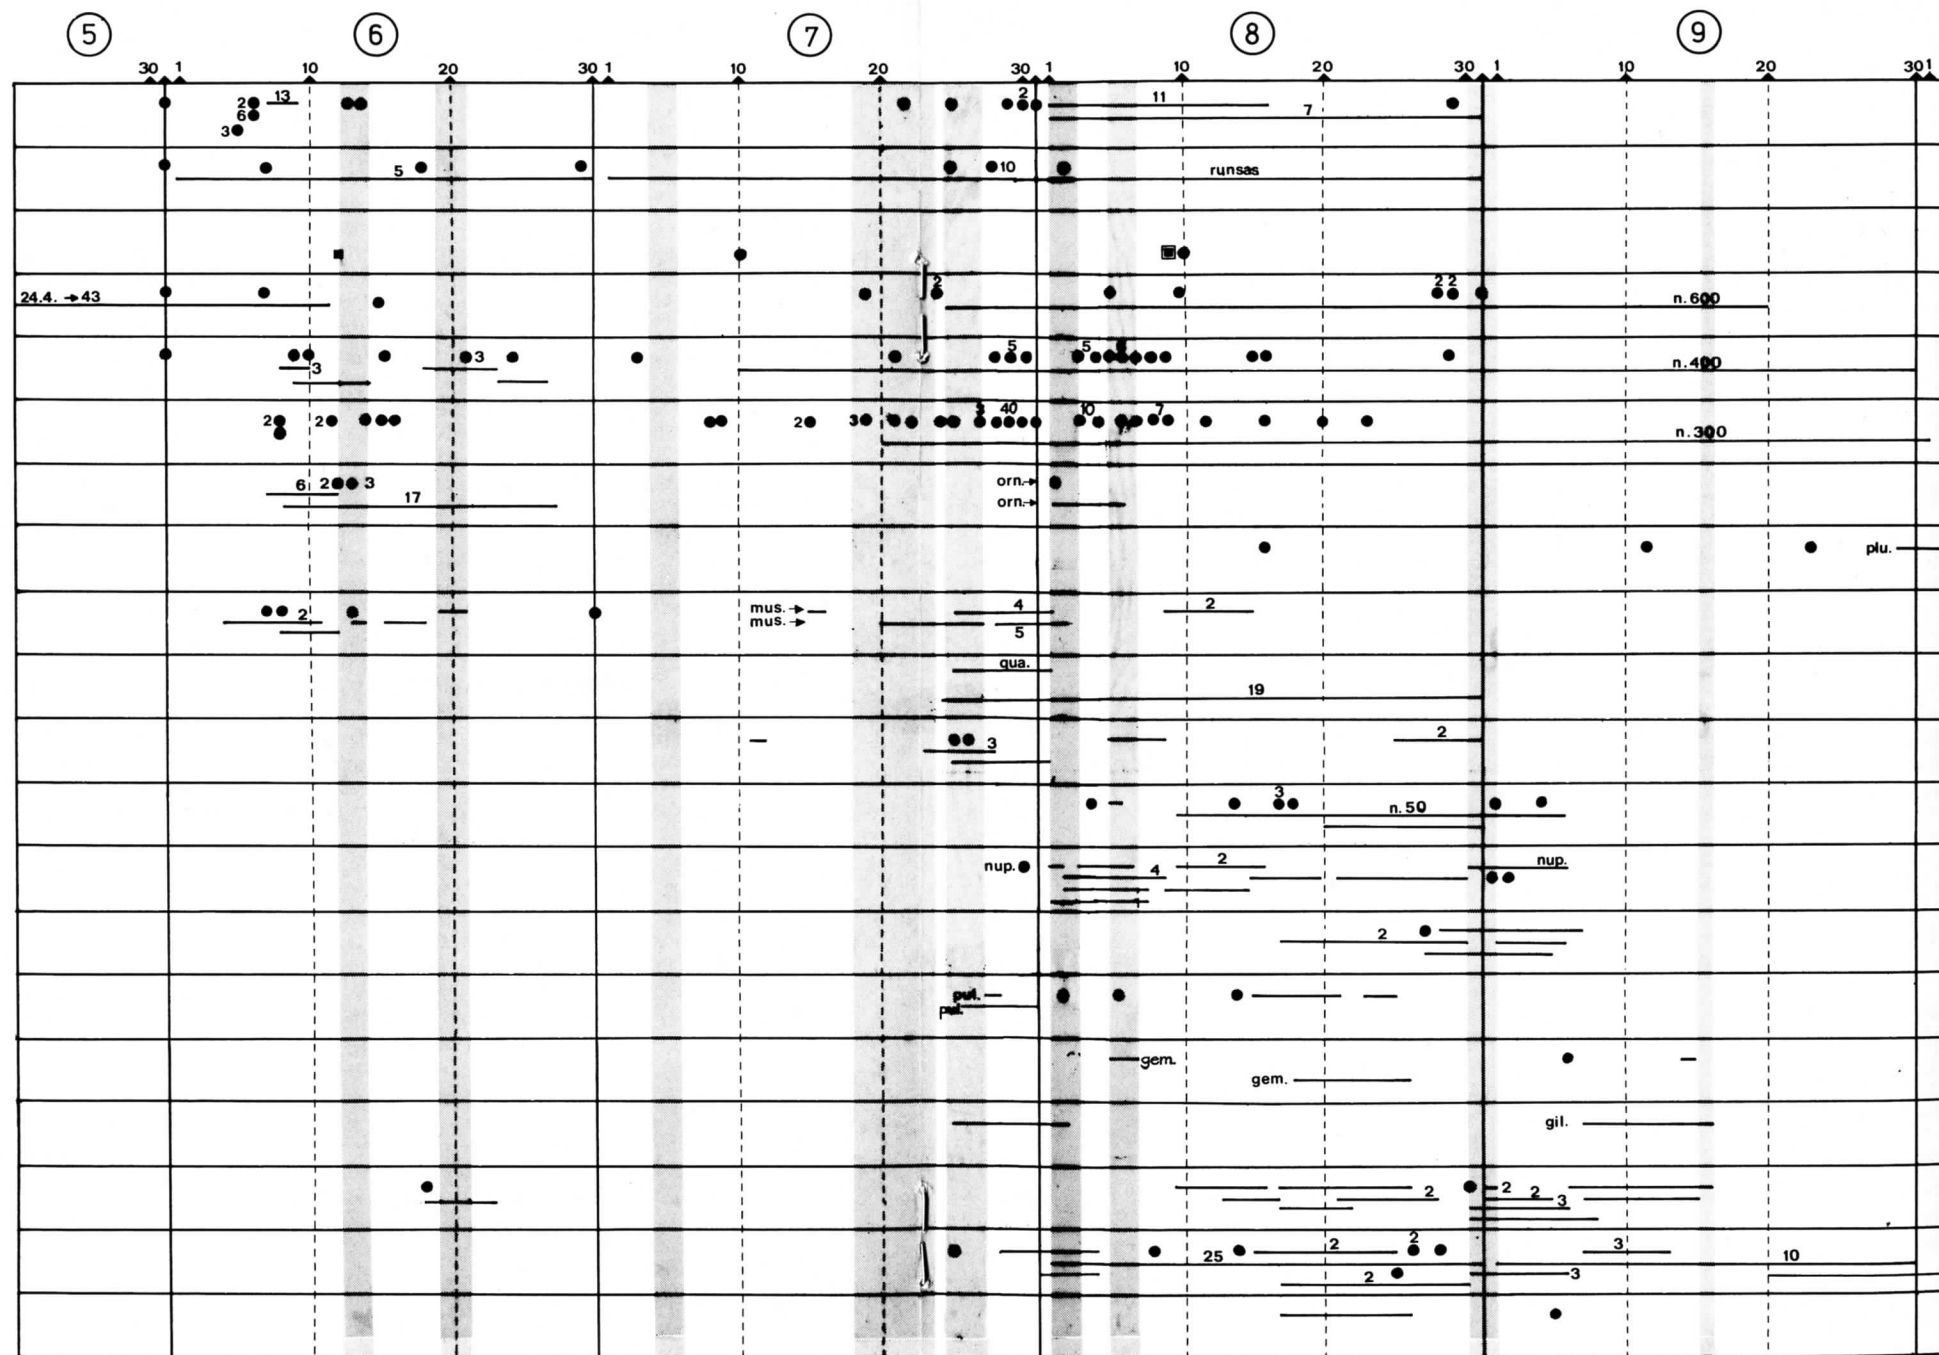 5 6 7 8 9
30 1 10 20 30 1 10 20 30 1 10 20 30 1 10 20 30 1
2 13 2 11
6 7
3
5 10 runsas
2 2 2
24.4. →43 n.600
5 5
3 3 n.400
3 40 10 7
2 2 2 3
n.300
6 2 3 orn.→
17 orn.→
plu.
2 mus.→ 4 2
mus.→ 5
qua.
19
3 2
3
n.50
nup. 2 nup.
4
2
pul.
pul.
gem.
gem.
gil.
2 2 2 3
2 2 3
25 10
2 3